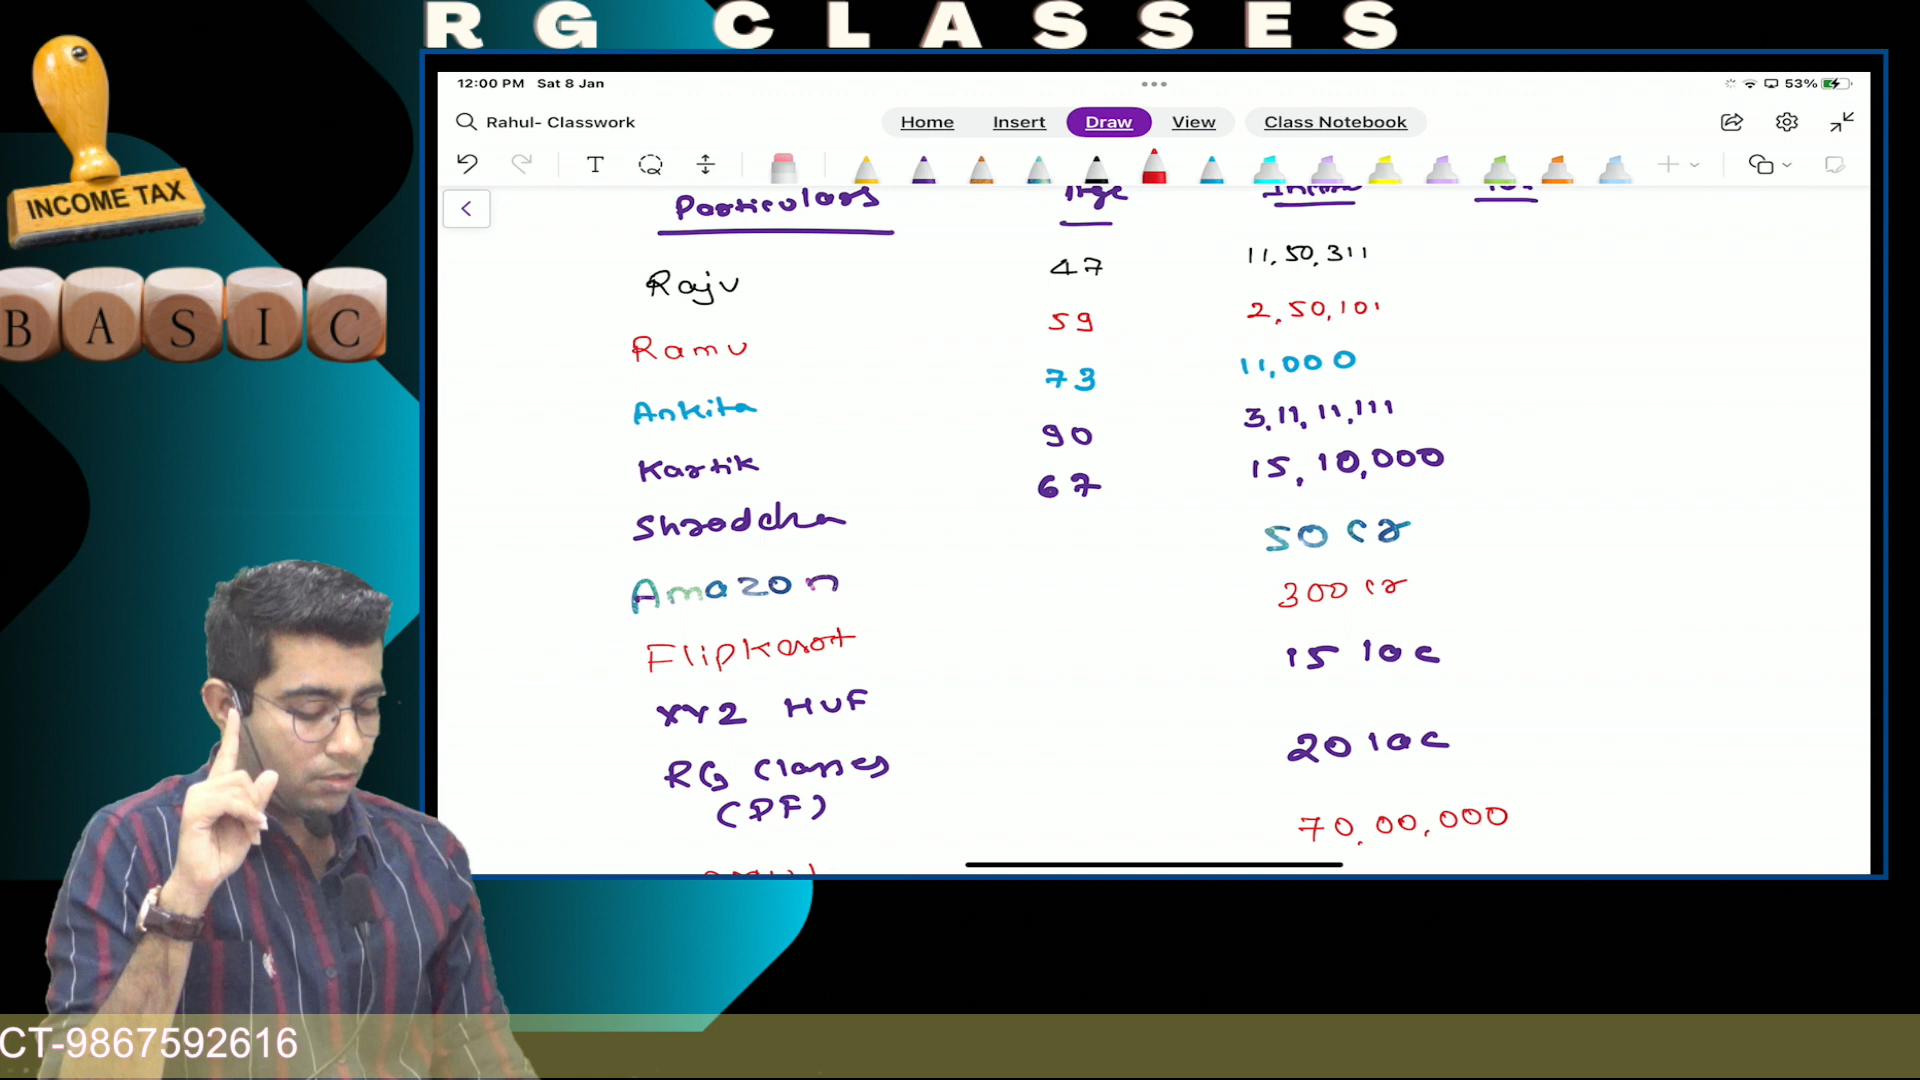 RG CLASSES
INCOME TAX
BASIC
12:00 PM Sat 8 Jan
53%
Rahul- Classwork
Home Insert Draw View Class Notebook
T
Particulars Age
Raju 47 11,50,311
Ramu 59 2,50,101
Ankita 73 11,000
Kartik 90 3,11,11,111
Shraddha 67 15,10,000
Amazon 50 cr
Flipkart 300 cr
XYZ HUF 15 lac
RG Classes 20 lac
(PF)
70,00,000
CT-9867592616